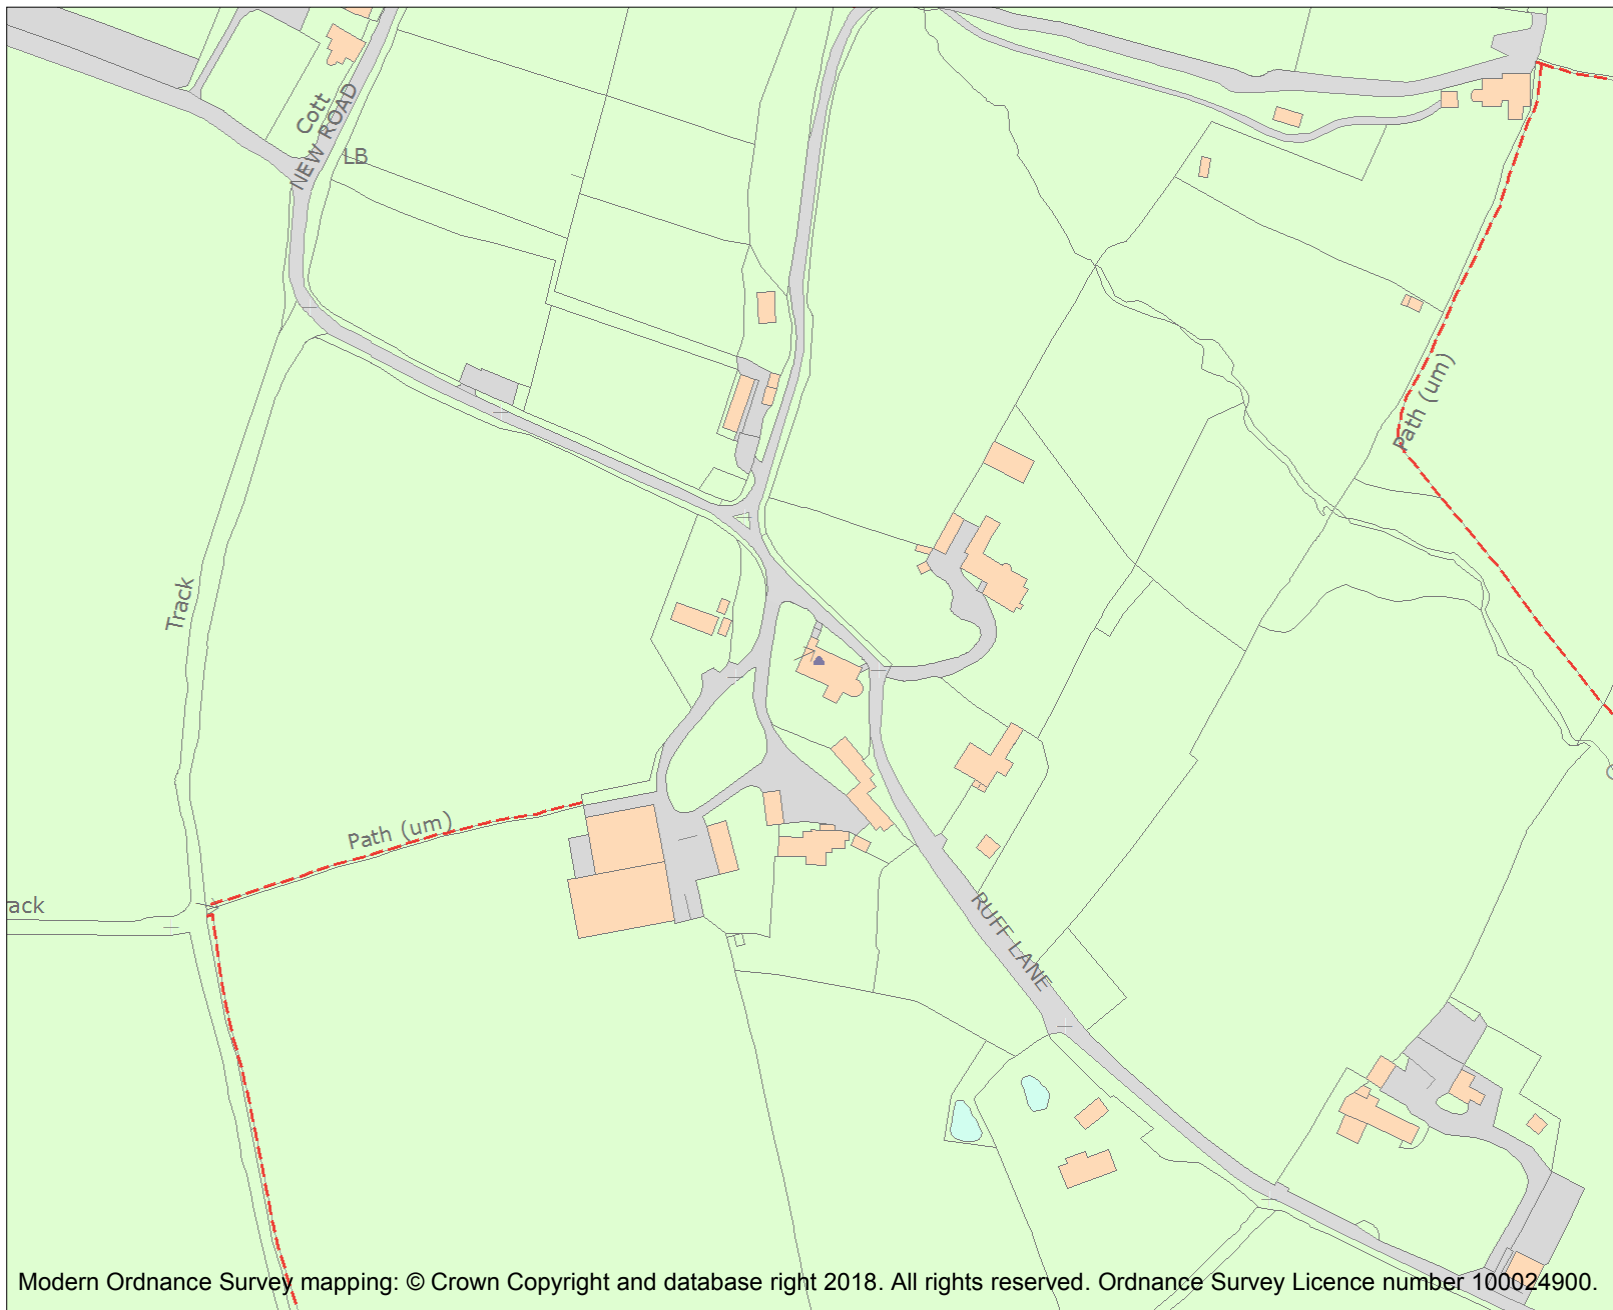 Cott
NEW ROAD
LB
Path (um)
Track
Path (um)
ack
RUFF LANE
Modern Ordnance Survey mapping: © Crown Copyright and database right 2018. All rights reserved. Ordnance Survey Licence number 100024900.